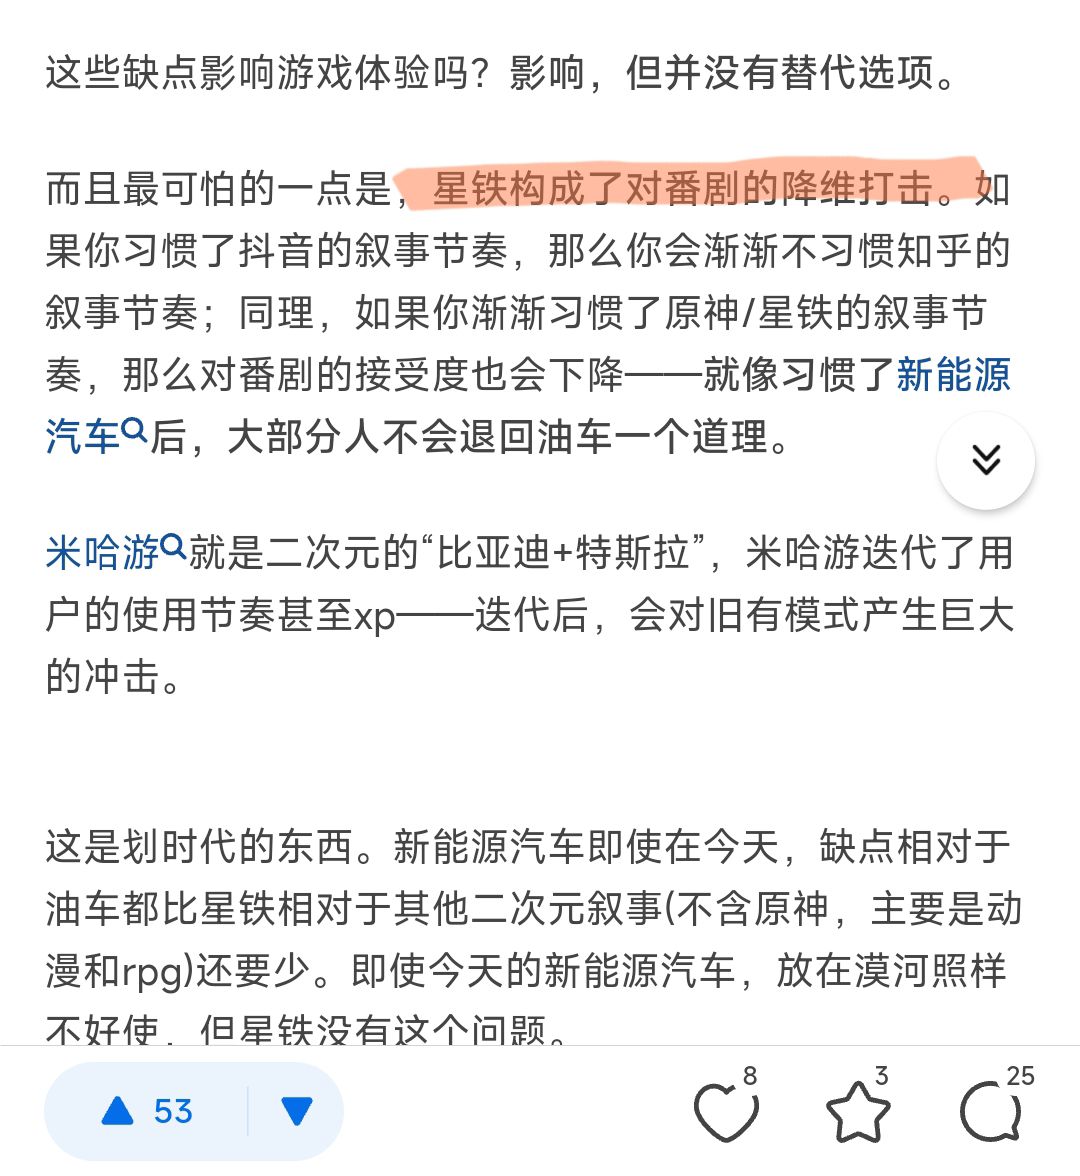 这些缺点影响游戏体验吗？影响，但并没有替代选项。
而且最可怕的一点是，星铁构成了对番剧的降维打击。如
果你习惯了抖音的叙事节奏，那么你会渐渐不习惯知乎的
叙事节奏；同理，如果你渐渐习惯了原神/星铁的叙事节
奏，那么对番剧的接受度也会下降——就像习惯了新能源
汽车后，大部分人不会退回油车一个道理。
米哈游就是二次元的“比亚迪+特斯拉”，米哈游迭代了用
户的使用节奏甚至xp——迭代后，会对旧有模式产生巨大
的冲击。
这是划时代的东西。新能源汽车即使在今天，缺点相对于
油车都比星铁相对于其他二次元叙事(不含原神，主要是动
漫和rpg)还要少。即使今天的新能源汽车，放在漠河照样
不好使，但星铁没有这个问题。
53
8
3
25